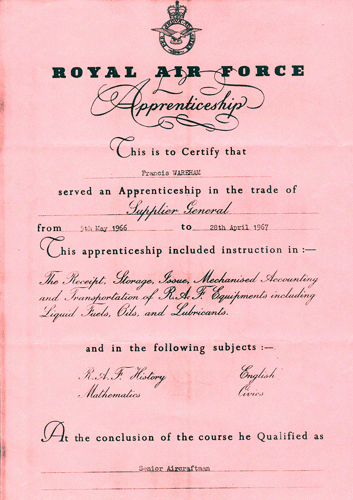 ROYAL AIR FORCE
Apprenticeship
This is to Certify that
Francis WAREHAM
served an Apprenticeship in the trade of
Supplier General
from 5th May 1966 to 28th April 1967
This apprenticeship included instruction in :—
The Receipt, Storage, Issue, Mechanised Accounting
and Transportation of R.A.F. Equipments including
Liquid Fuels, Oils, and Lubricants.
and in the following subjects :—
R.A.F. History English
Mathematics Civics
At the conclusion of the course he Qualified as
Senior Aircraftman